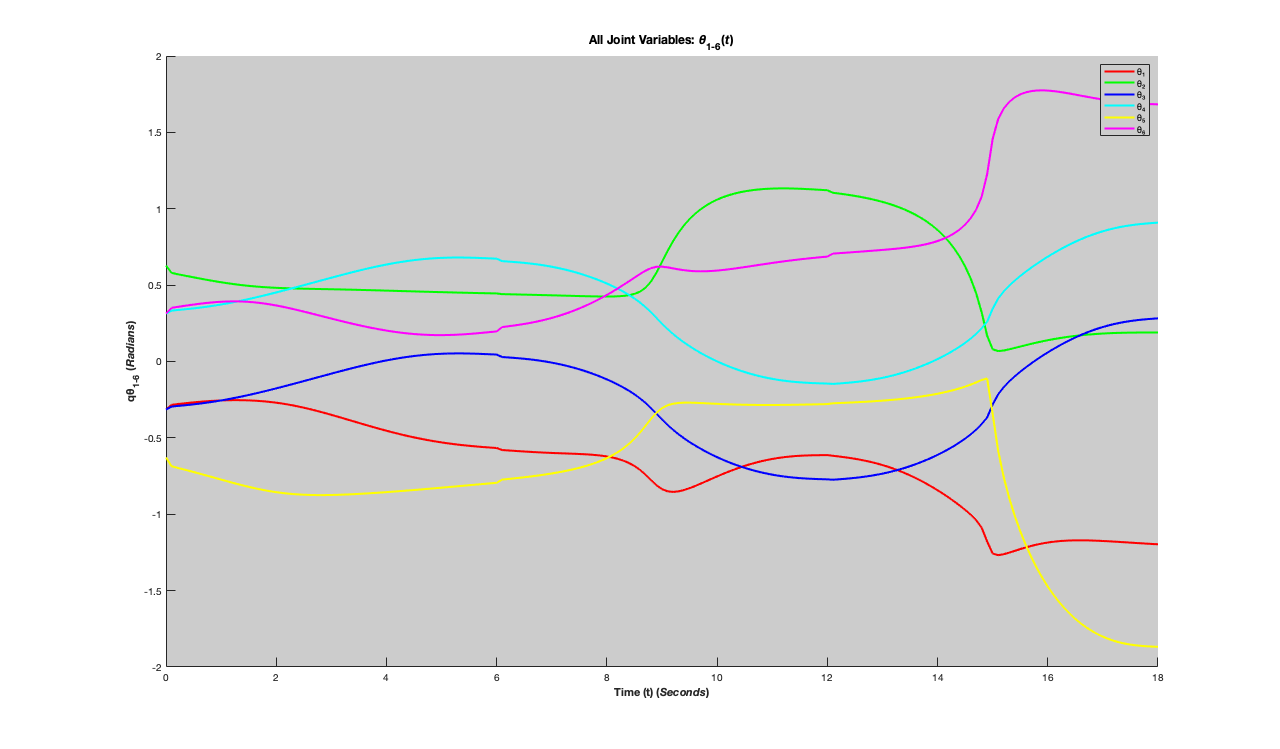 All Joint Variables: θ1-6(t)
2
1.5
1
0.5
0
-0.5
-1
-1.5
-2
qθ1-6 (Radians)
θ1
θ2
θ3
θ4
θ5
θ6
0 2 4 6 8 10 12 14 16 18
Time (t) (Seconds)